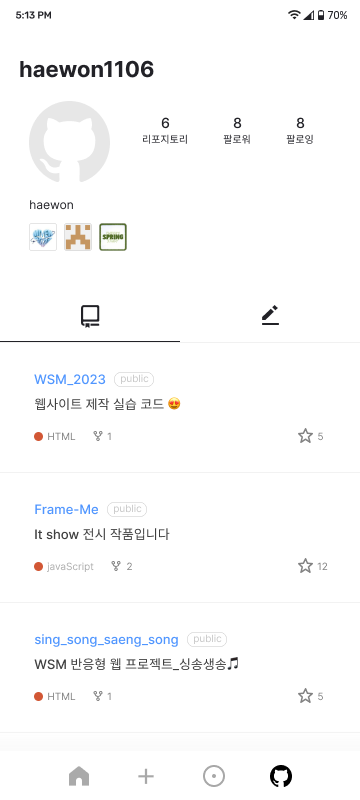 5:13 PM 70%
haewon1106
6 8 8
리포지토리 팔로워 팔로잉
haewon
SPRING
WSM_2023 public
웹사이트 제작 실습 코드 😍
HTML 1 5
Frame-Me public
It show 전시 작품입니다
javaScript 2 12
sing_song_saeng_song public
WSM 반응형 웹 프로젝트_싱송생송🎵
HTML 1 5